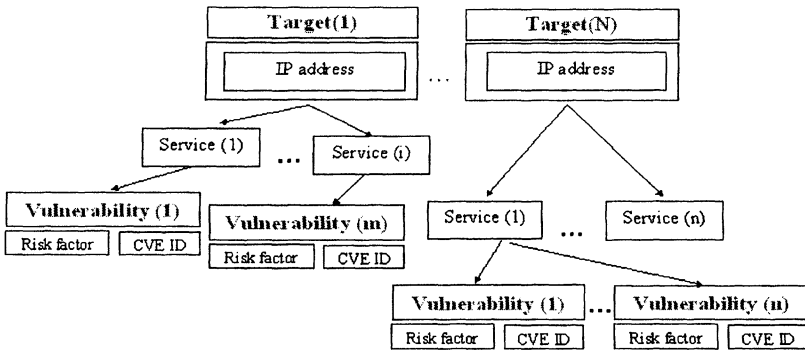 Target(1)
Target(N)
IP address
...
IP address
Service (1)
...
Service (i)
Vulnerability (1)
Risk factor
CVE ID
Vulnerability (m)
Risk factor
CVE ID
Service (1)
...
Service (n)
Vulnerability (1)
...
Vulnerability (n)
Risk factor
CVE ID
Risk factor
CVE ID